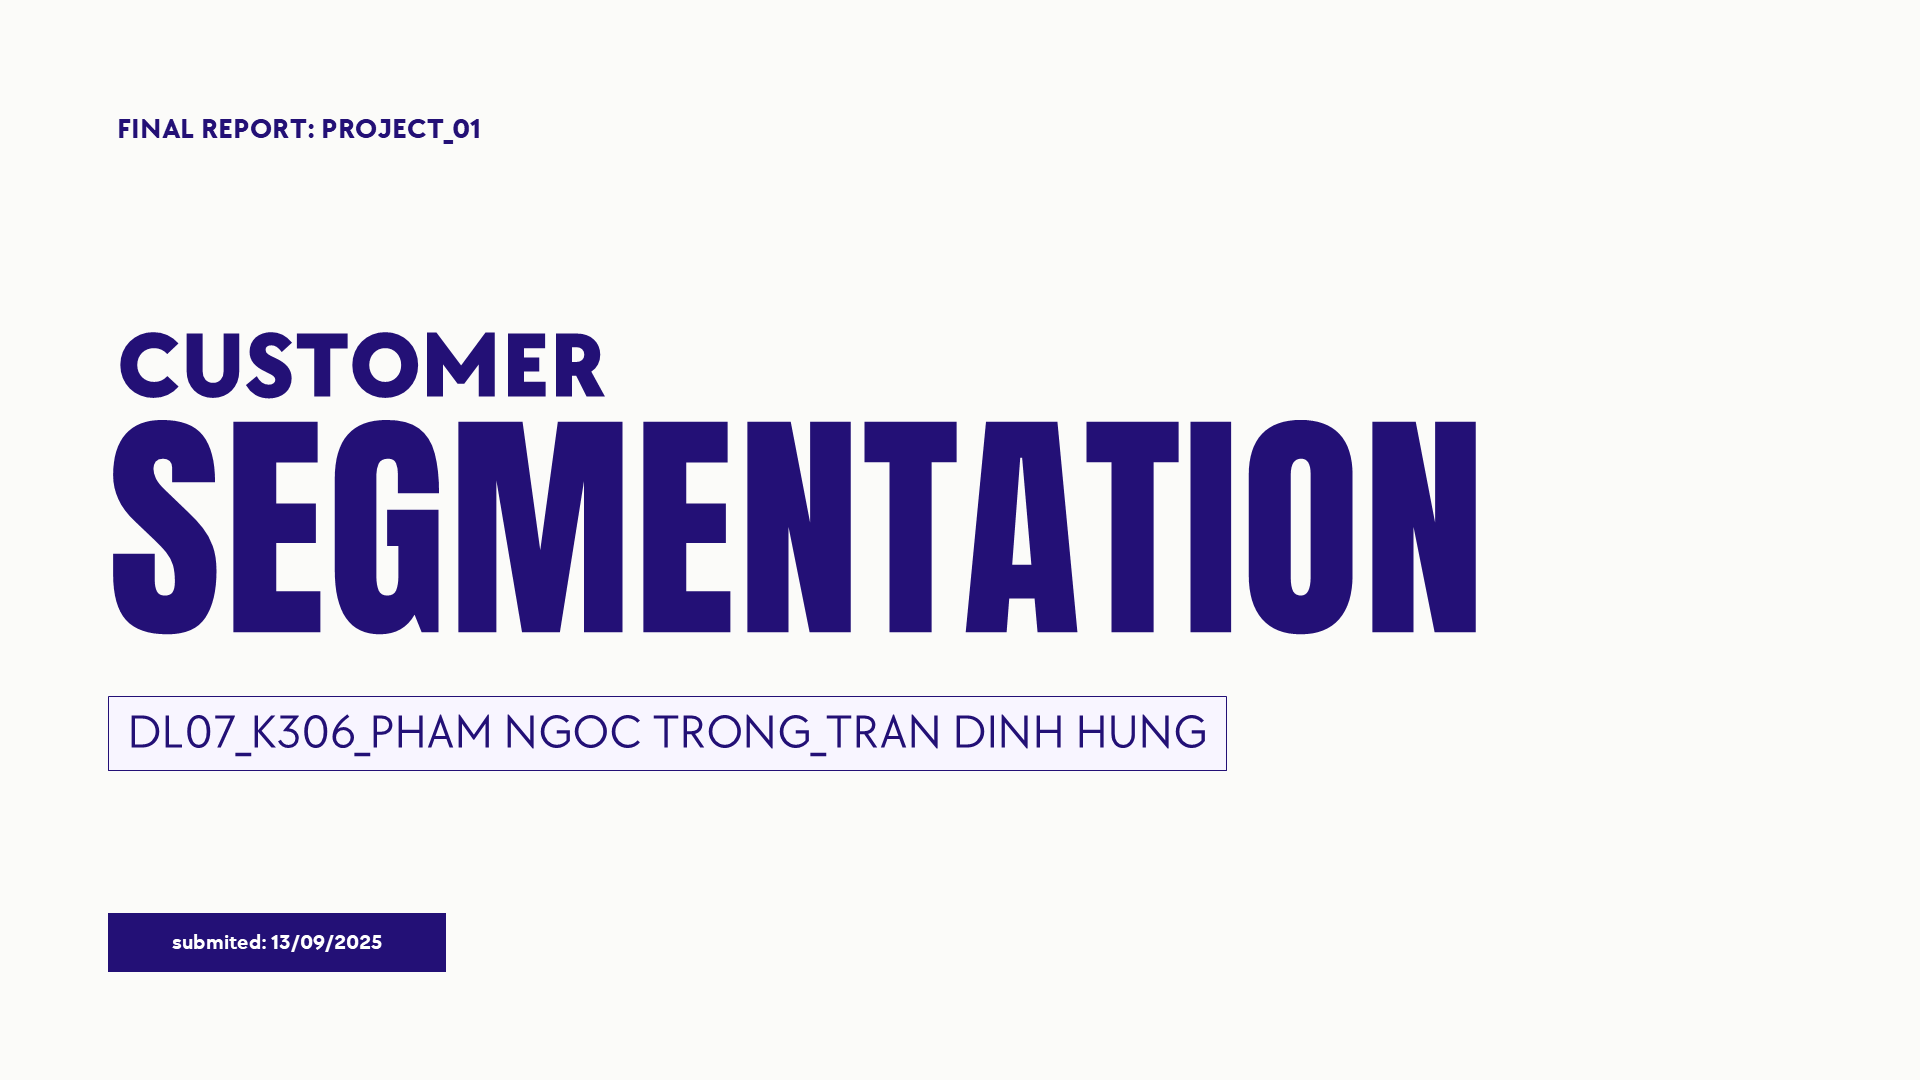 FINAL REPORT: PROJECT_01
CUSTOMER
SEGMENTATION
DL07_K306_PHAM NGOC TRONG_TRAN DINH HUNG
submited: 13/09/2025